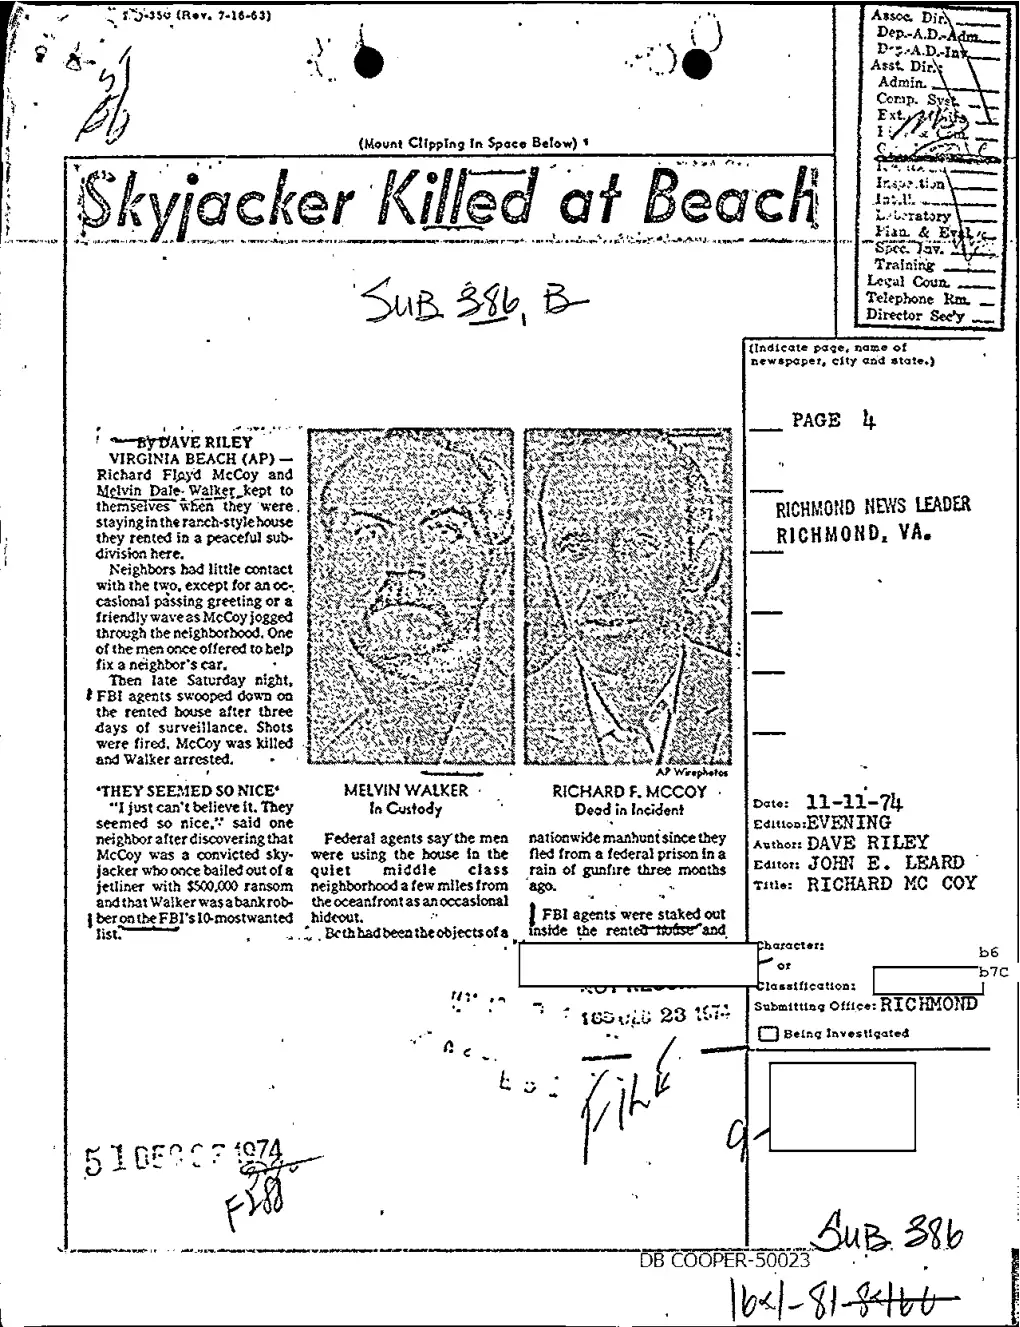 (Rev. 7-16-63)
(Mount Clipping In Space Below)
Assoc. Dir.
Dep.-A.D.-Adm.
Dep.-A.D.-Inv.
Asst. Dir.:
Admin.
Comp. Syst.
Ext. Affairs
Inspection
Intell.
Laboratory
Plan. & Eval.
Spec. Inv.
Training
Legal Coun.
Telephone Rm.
Director Sec'y
Skyjacker Killed at Beach
SUB 386, B
(Indicate page, name of
newspaper, city and state.)
PAGE 4
RICHMOND NEWS LEADER
RICHMOND, VA.
By DAVE RILEY
VIRGINIA BEACH (AP) —
Richard Floyd McCoy and
Melvin Dale Walker kept to
themselves when they were
staying in the ranch-style house
they rented in a peaceful sub-
division here.
Neighbors had little contact
with the two, except for an oc-
casional passing greeting or a
friendly wave as McCoy jogged
through the neighborhood. One
of the men once offered to help
fix a neighbor's car.
Then late Saturday night,
FBI agents swooped down on
the rented house after three
days of surveillance. Shots
were fired. McCoy was killed
and Walker arrested.
'THEY SEEMED SO NICE'
"I just can't believe it. They
seemed so nice," said one
neighbor after discovering that
McCoy was a convicted sky-
jacker who once bailed out of a
jetliner with $500,000 ransom
and that Walker was a bank rob-
ber on the FBI's 10-most wanted
list.
AP Wirephotos
MELVIN WALKER
In Custody
RICHARD F. MCCOY
Dead in Incident
Federal agents say the men
were using the house in the
quiet middle class
neighborhood a few miles from
the oceanfront as an occasional
hideout.
Both had been the objects of a
nationwide manhunt since they
fled from a federal prison in a
rain of gunfire three months
ago.
FBI agents were staked out
inside the rented house and
Date: 11-11-74
Edition: EVENING
Author: DAVE RILEY
Editor: JOHN E. LEARD
Title: RICHARD MC COY
Character:
or
Classification:
Submitting Office: RICHMOND
Being Investigated
b6
b7C
23 1974
FILE
51 DEC 1974
F288
SUB 386
DB COOPER-50023